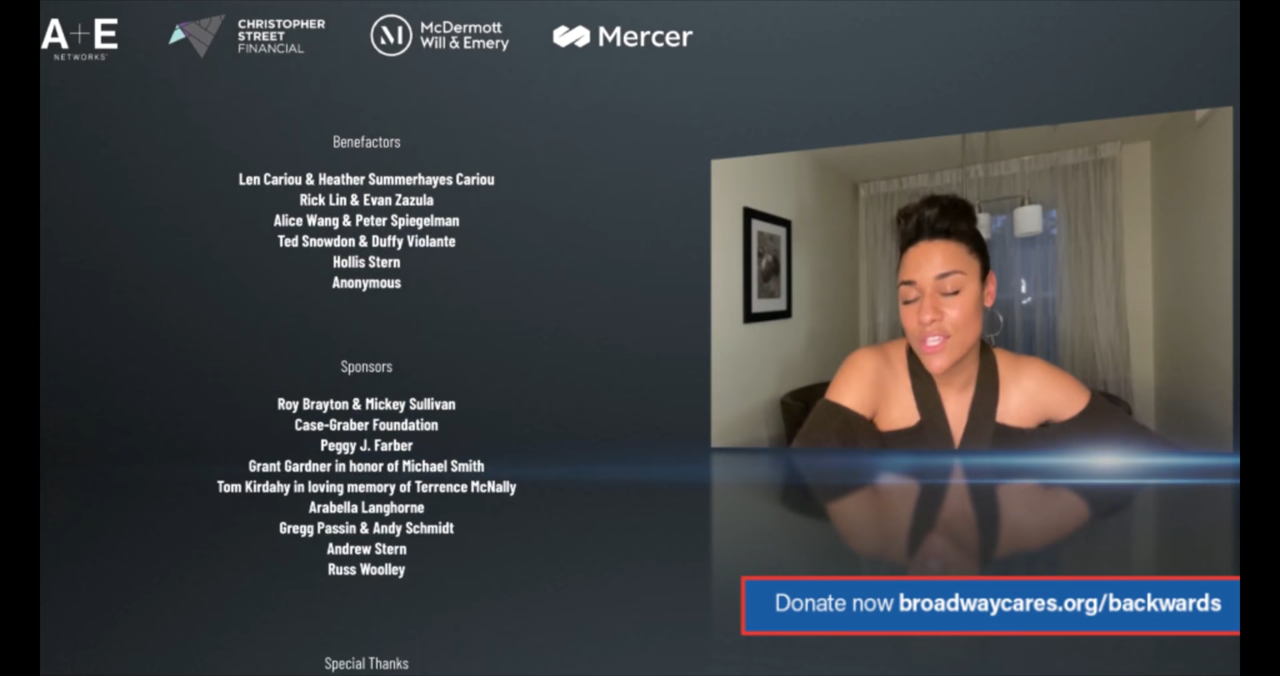 A+E
NETWORKS
CHRISTOPHER
STREET
FINANCIAL
McDermott
Will & Emery
Mercer
Benefactors
Len Cariou & Heather Summerhayes Cariou
Rick Lin & Evan Zazula
Alice Wang & Peter Spiegelman
Ted Snowdon & Duffy Violante
Hollis Stern
Anonymous
Sponsors
Roy Brayton & Mickey Sullivan
Case-Graber Foundation
Peggy J. Farber
Grant Gardner in honor of Michael Smith
Tom Kirdahy in loving memory of Terrence McNally
Arabella Langhorne
Gregg Passin & Andy Schmidt
Andrew Stern
Russ Woolley
Special Thanks
Donate now broadwaycares.org/backwards